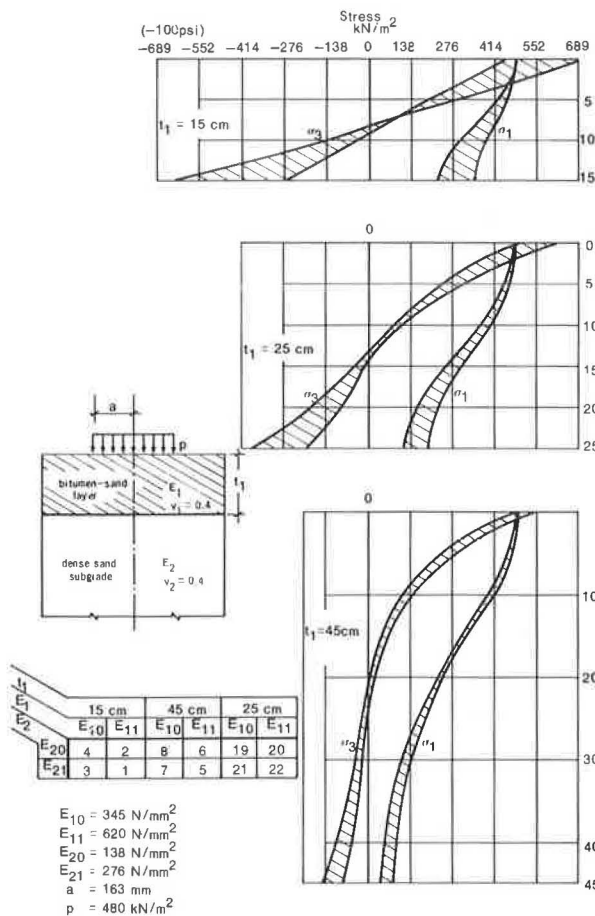 Stress
(-100psi) kN/m²
-689 -552 -414 -276 -138 0 138 276 414 552 689
t₁ = 15 cm
σ₃
σ₁
5
10
15
0
t₁ = 25 cm
σ₃
σ₁
0
5
10
15
20
25
a
p
bitumen-sand
layer
E₁
ν₁ = 0.4
t₁
dense sand
subgrade
E₂
ν₂ = 0.4
0
t₁=45cm
σ₃
σ₁
0
10
20
30
40
45
t₁
E₁
E₂
15 cm 45 cm 25 cm
E₁₀ E₁₁ E₁₀ E₁₁ E₁₀ E₁₁
E₂₀ 4 2 8 6 19 20
E₂₁ 3 1 7 5 21 22
E₁₀ = 345 N/mm²
E₁₁ = 620 N/mm²
E₂₀ = 138 N/mm²
E₂₁ = 276 N/mm²
a = 163 mm
p = 480 kN/m²